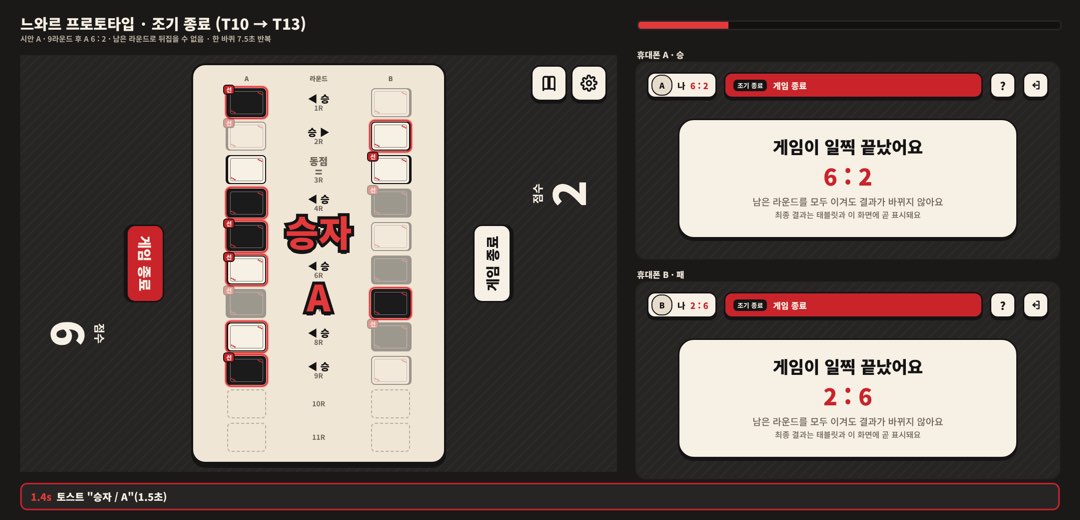 느와르 프로토타입 · 조기 종료 (T10 → T13)
시안 A · 9라운드 후 A 6 : 2 · 남은 라운드로 뒤집을 수 없음 · 한 바퀴 7.5초 반복
A 라운드 B
선
◀ 승
1R
선
승 ▶
2R
선
동점
=
3R
◀ 승
4R
선
선
승자
선
◀ 승
6R
A
선
선
◀ 승
8R
선
◀ 승
9R
10R
11R
게임 종료
6
점수
게임 종료
점수
2
휴대폰 A · 승
A 나 6 : 2
조기 종료 게임 종료
?
게임이 일찍 끝났어요
6 : 2
남은 라운드를 모두 이겨도 결과가 바뀌지 않아요
최종 결과는 태블릿과 이 화면에 곧 표시돼요
휴대폰 B · 패
B 나 2 : 6
조기 종료 게임 종료
?
게임이 일찍 끝났어요
2 : 6
남은 라운드를 모두 이겨도 결과가 바뀌지 않아요
최종 결과는 태블릿과 이 화면에 곧 표시돼요
1.4s 토스트 "승자 / A"(1.5초)